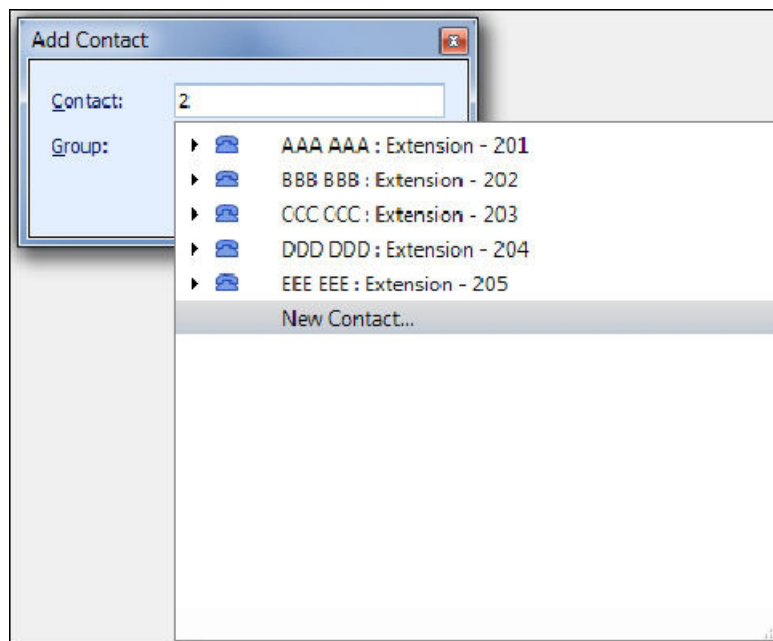 Add Contact
Contact: 2
Group:
AAA AAA : Extension - 201
BBB BBB : Extension - 202
CCC CCC : Extension - 203
DDD DDD : Extension - 204
EEE EEE : Extension - 205
New Contact...